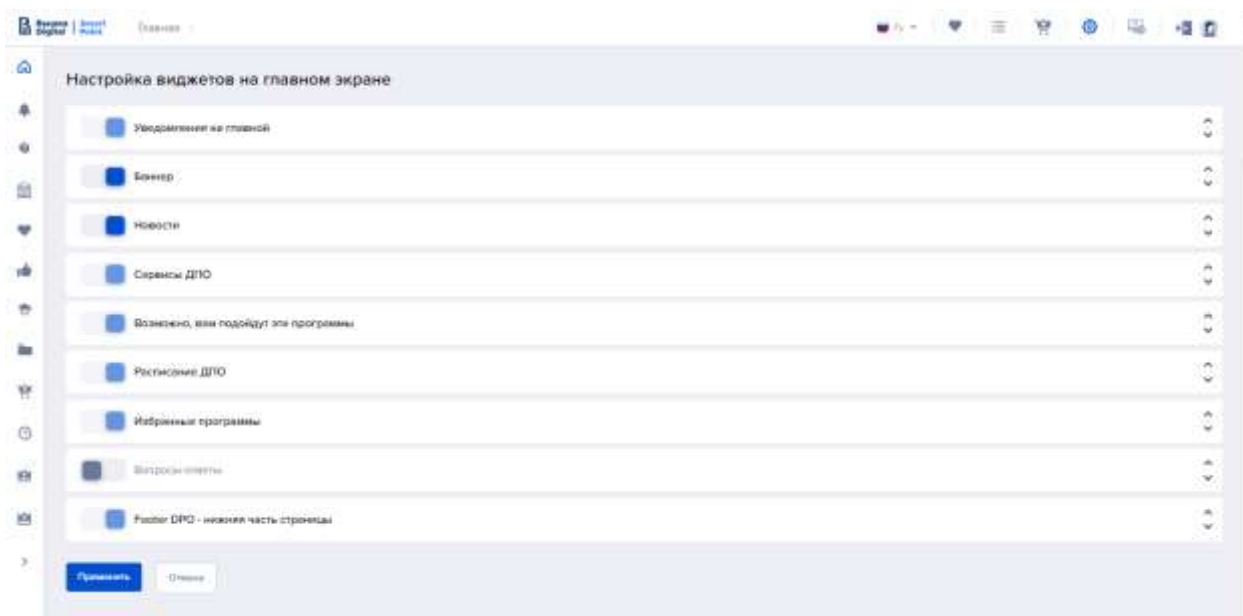 Digital
Главная
Настройка виджетов на главном экране
Уведомления на главной
Баннер
Новости
Сервисы ДПО
Возможно, вам подойдут эти программы
Расписание ДПО
Избранные программы
Вопросы ответы
Footer DPO - нижняя часть страницы
Применить
Отмена